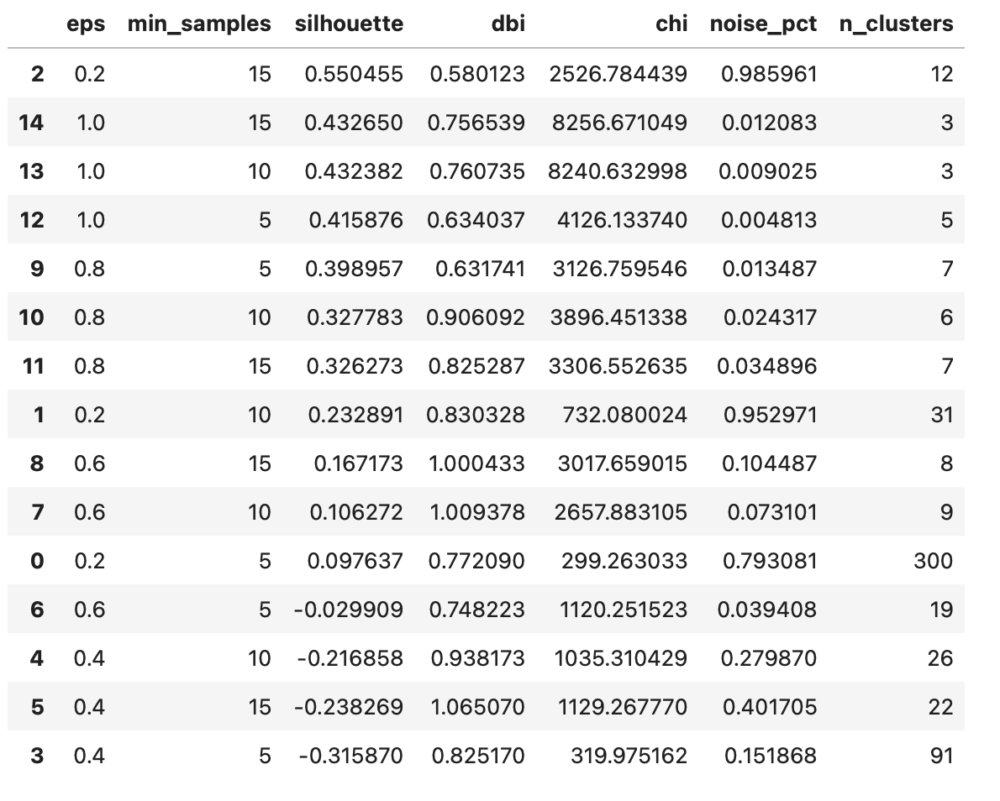 eps min_samples silhouette dbi chi noise_pct n_clusters
2 0.2 15 0.550455 0.580123 2526.784439 0.985961 12
14 1.0 15 0.432650 0.756539 8256.671049 0.012083 3
13 1.0 10 0.432382 0.760735 8240.632998 0.009025 3
12 1.0 5 0.415876 0.634037 4126.133740 0.004813 5
9 0.8 5 0.398957 0.631741 3126.759546 0.013487 7
10 0.8 10 0.327783 0.906092 3896.451338 0.024317 6
11 0.8 15 0.326273 0.825287 3306.552635 0.034896 7
1 0.2 10 0.232891 0.830328 732.080024 0.952971 31
8 0.6 15 0.167173 1.000433 3017.659015 0.104487 8
7 0.6 10 0.106272 1.009378 2657.883105 0.073101 9
0 0.2 5 0.097637 0.772090 299.263033 0.793081 300
6 0.6 5 -0.029909 0.748223 1120.251523 0.039408 19
4 0.4 10 -0.216858 0.938173 1035.310429 0.279870 26
5 0.4 15 -0.238269 1.065070 1129.267770 0.401705 22
3 0.4 5 -0.315870 0.825170 319.975162 0.151868 91